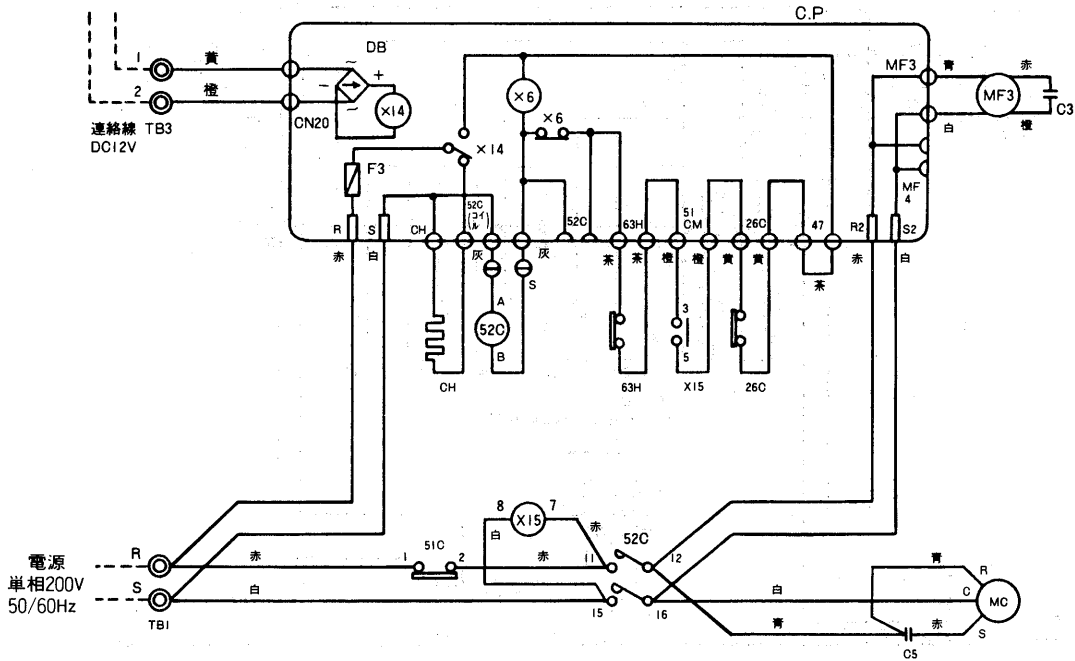 C.P
DB
1 黄
2 橙
連絡線 TB3
DC12V
CN20
~
+
−
~
X14
X6
X6
X14
F3
MF3
青
赤
MF3
白
橙
C3
MF
4
R
S
CH
52C
(コイ
ル
52C
63H
51
CM
26C
47
R2
S2
赤
白
灰
灰
茶
茶
橙
橙
黄
黄
茶
赤
白
S
A
52C
B
3
5
CH
63H
X15
26C
8
X15
7
白
赤
電源
単相200V
50/60Hz
R
赤
1
51C
2
赤
11
52C
12
S
白
15
16
白
青
TB1
青
R
C
MC
赤
S
C5